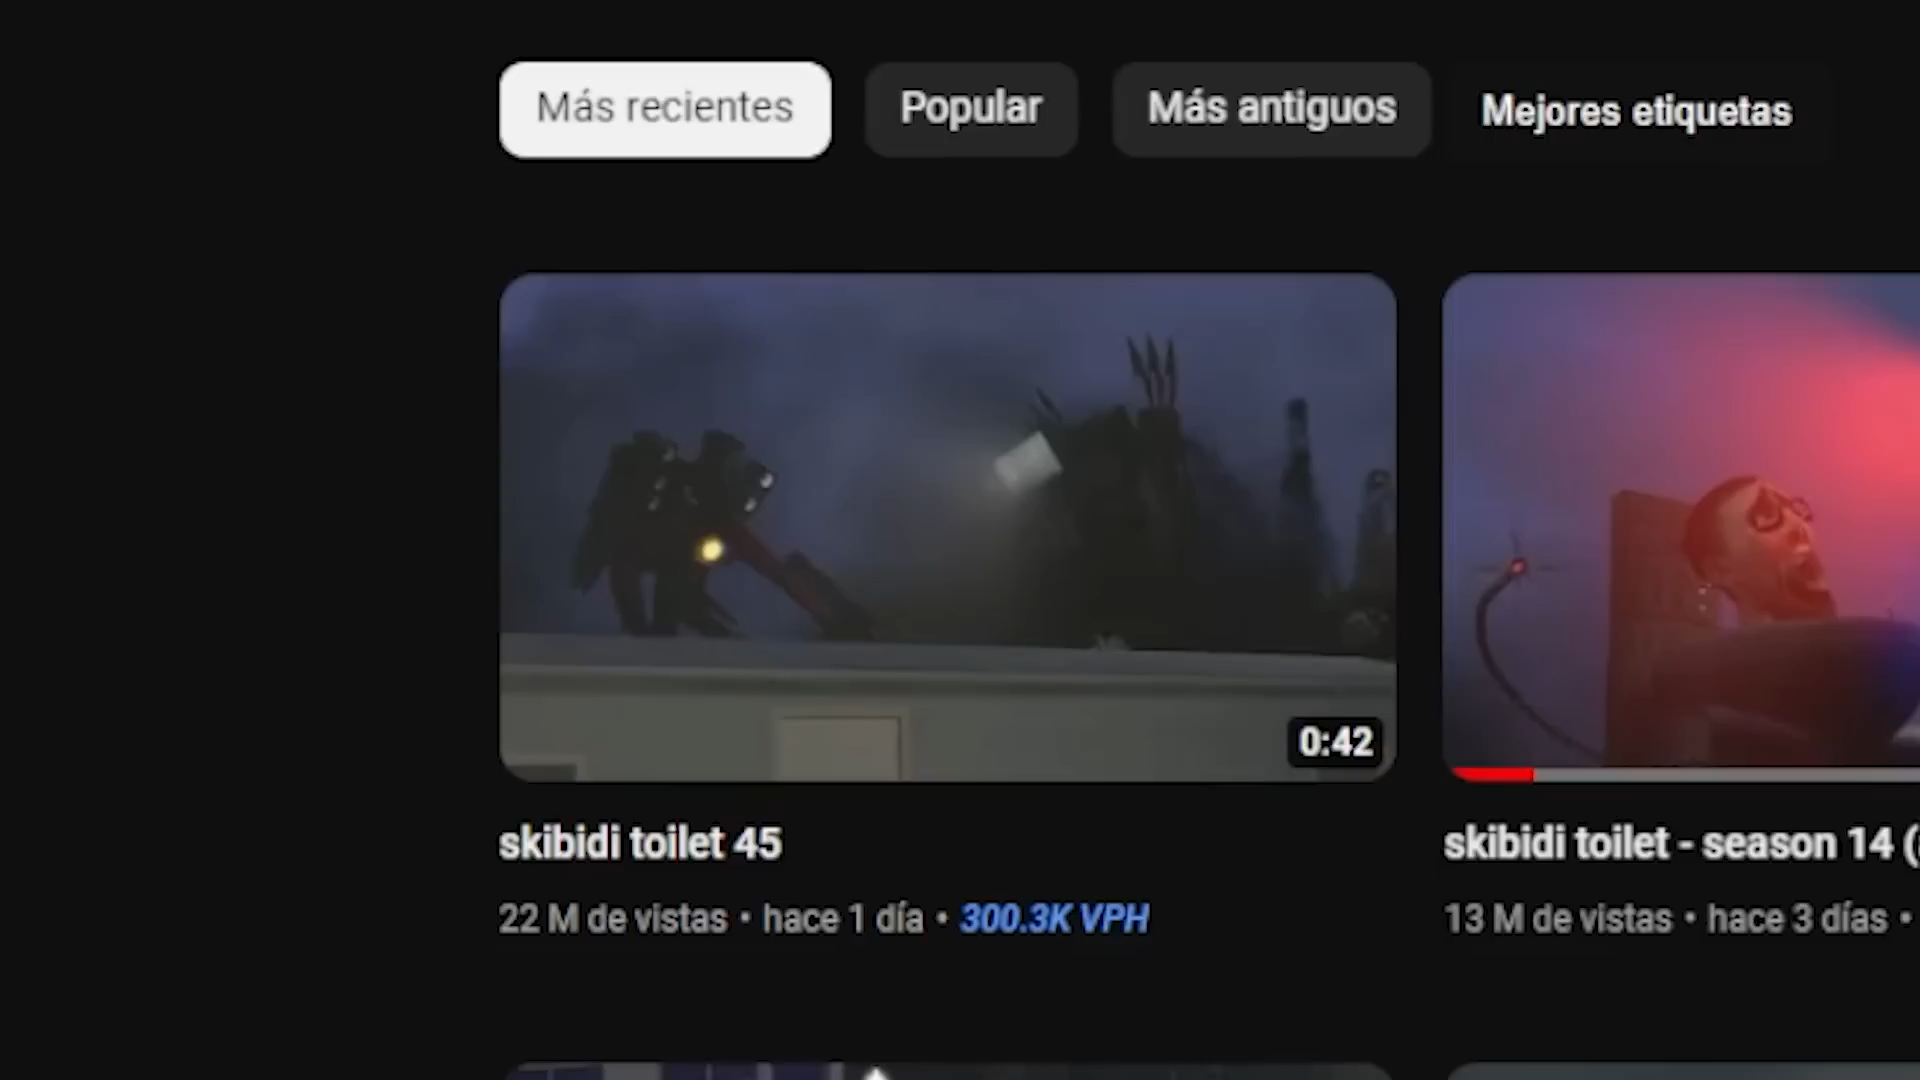 Más recientes
Popular
Más antiguos
Mejores etiquetas
0:42
skibidi toilet 45
22 M de vistas • hace 1 día • 300.3K VPH
skibidi toilet - season 14 (
13 M de vistas • hace 3 días •